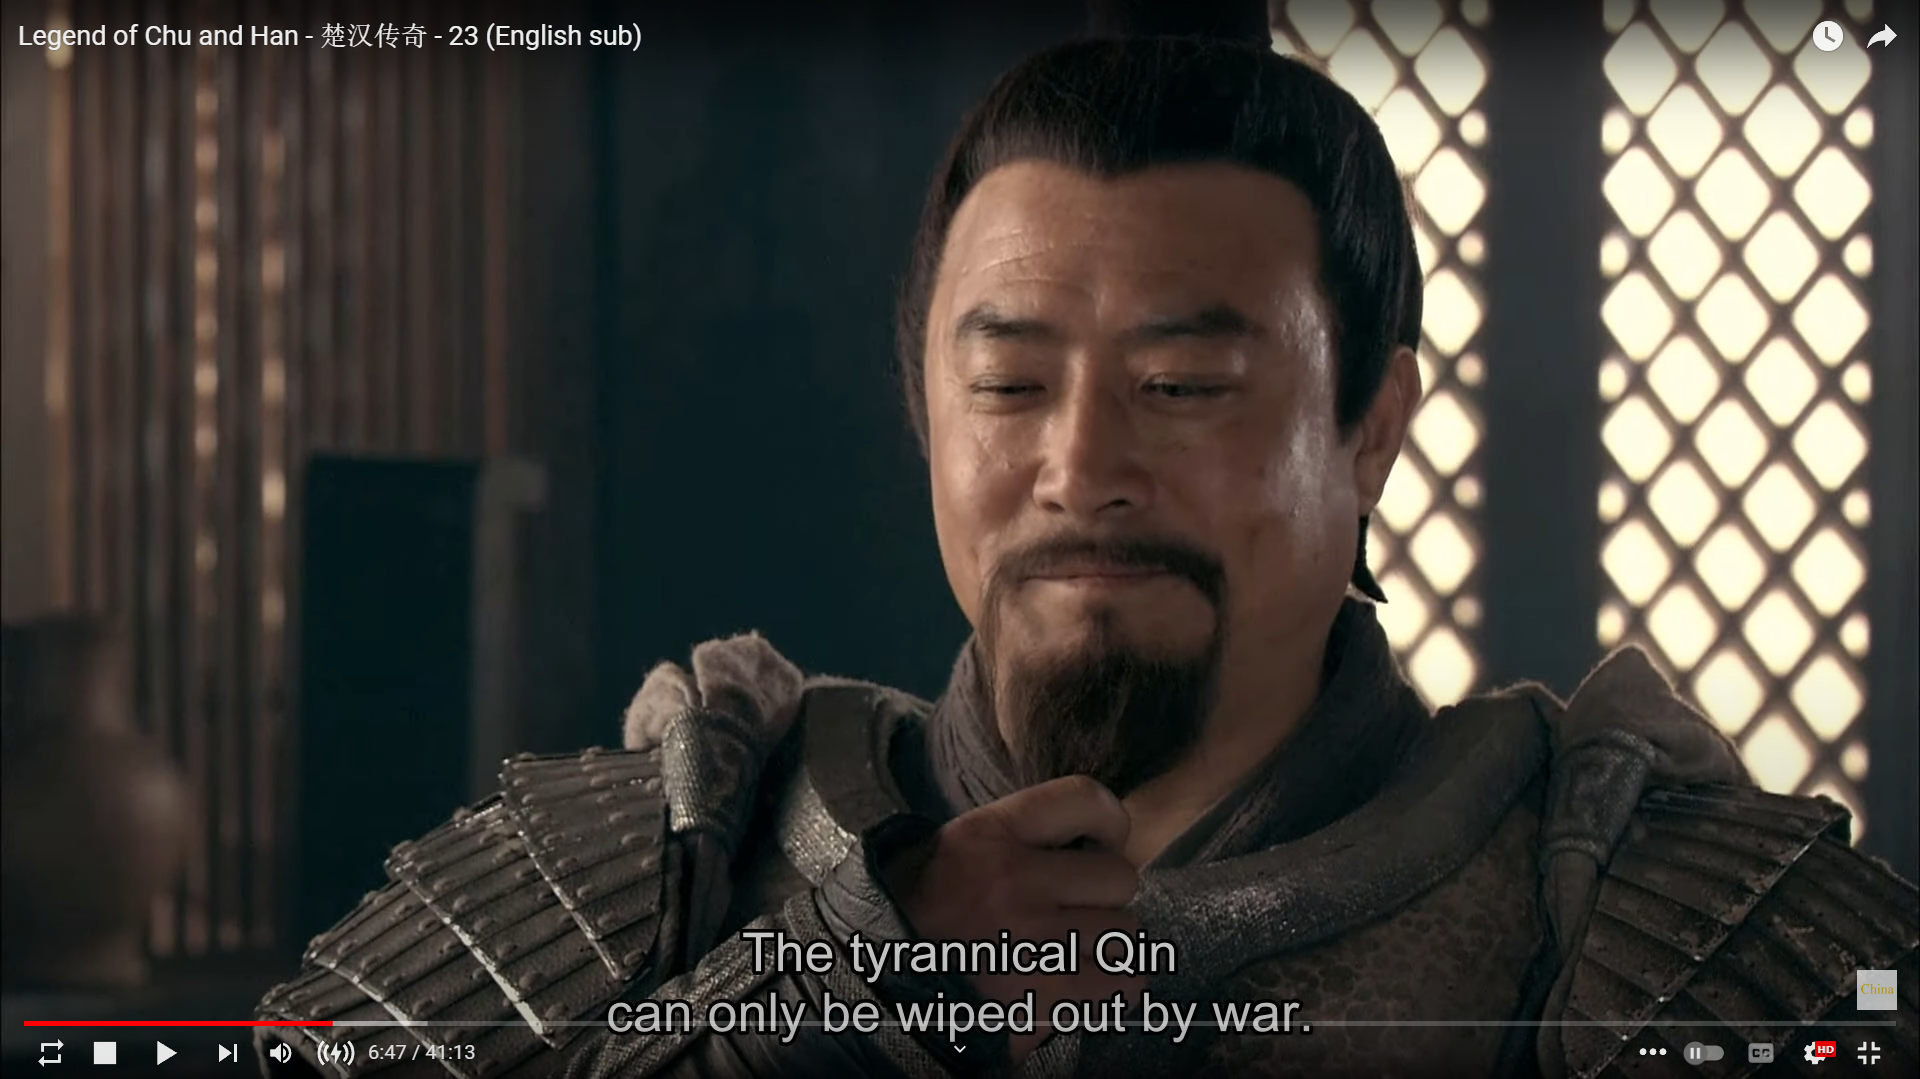 Legend of Chu and Han - 楚汉传奇 - 23 (English sub)
The tyrannical Qin
can only be wiped out by war.
China
6:47 / 41:13
CC
HD